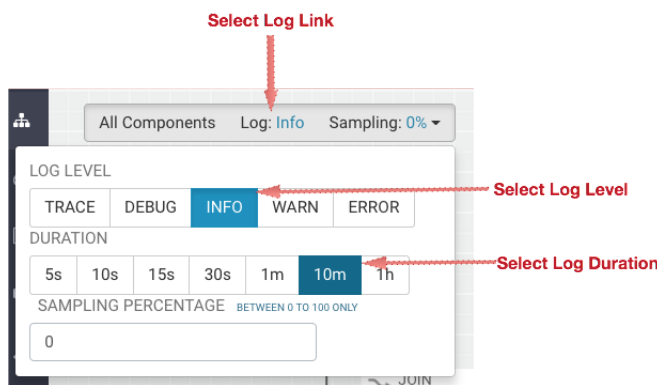 Select Log Link
All Components Log: Info Sampling: 0%
LOG LEVEL
TRACE DEBUG INFO WARN ERROR
Select Log Level
DURATION
5s 10s 15s 30s 1m 10m 1h
Select Log Duration
SAMPLING PERCENTAGE BETWEEN 0 TO 100 ONLY
0
JOIN